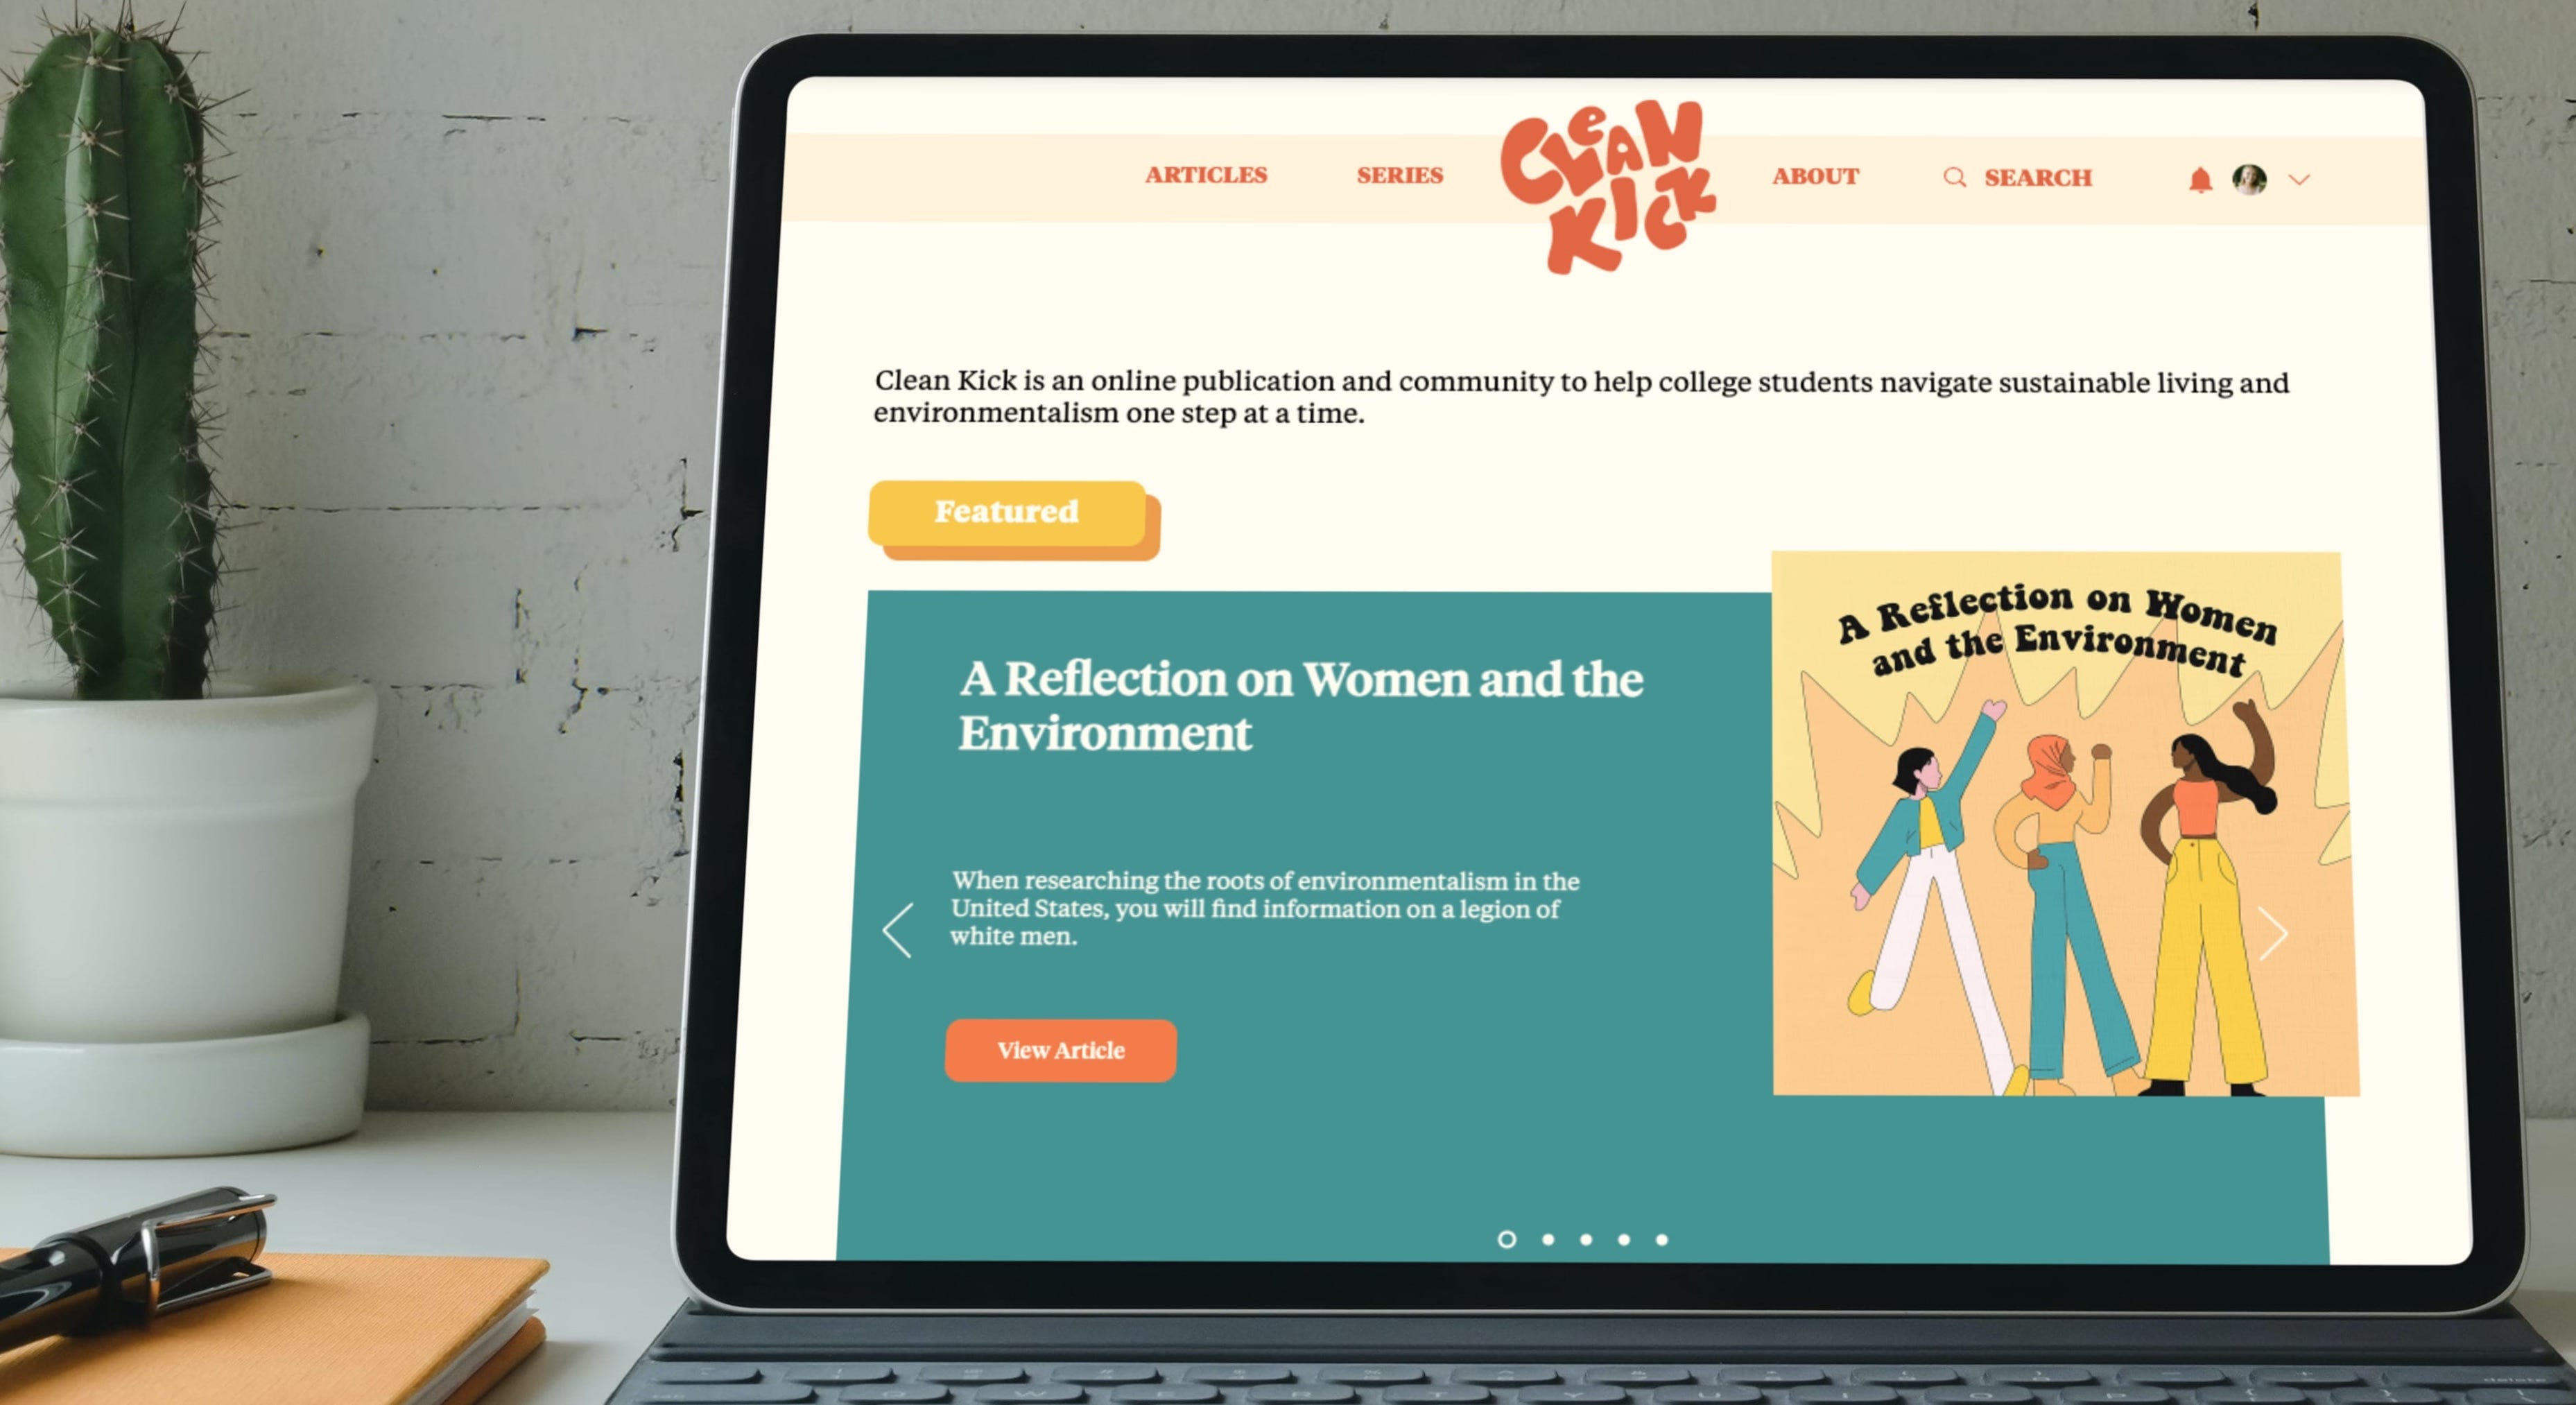 ARTICLES
SERIES
CLeAN
KICK
ABOUT
SEARCH
Clean Kick is an online publication and community to help college students navigate sustainable living and
environmentalism one step at a time.
Featured
A Reflection on Women and the
Environment
When researching the roots of environmentalism in the
United States, you will find information on a legion of
white men.
View Article
A Reflection on Women
and the Environment
delete